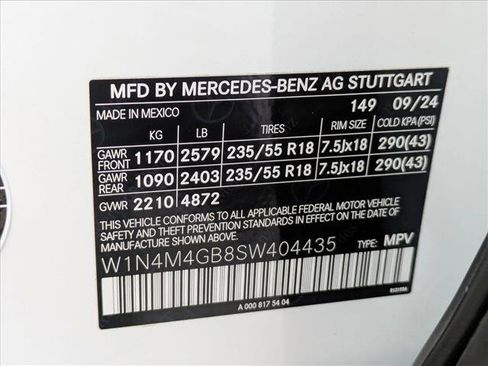 MFD BY MERCEDES-BENZ AG STUTTGART
MADE IN MEXICO 149 09/24
KG LB TIRES RIM SIZE COLD KPA(PSI)
GAWR FRONT 1170 2579 235/55 R18 7.5Jx18 290(43)
GAWR REAR 1090 2403 235/55 R18 7.5Jx18 290(43)
GVWR 2210 4872
THIS VEHICLE CONFORMS TO ALL APPLICABLE FEDERAL MOTOR VEHICLE
SAFETY, BUMPER, AND THEFT PREVENTION STANDARDS IN EFFECT
ON THE DATE OF MANUFACTURE SHOWN ABOVE.
W1N4M4GB8SW404435 TYPE: MPV
A 000 817 54 04